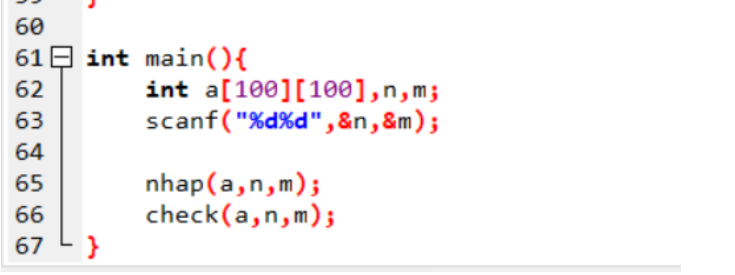 60
61 int main(){
62 int a[100][100],n,m;
63 scanf("%d%d",&n,&m);
64
65 nhap(a,n,m);
66 check(a,n,m);
67 }